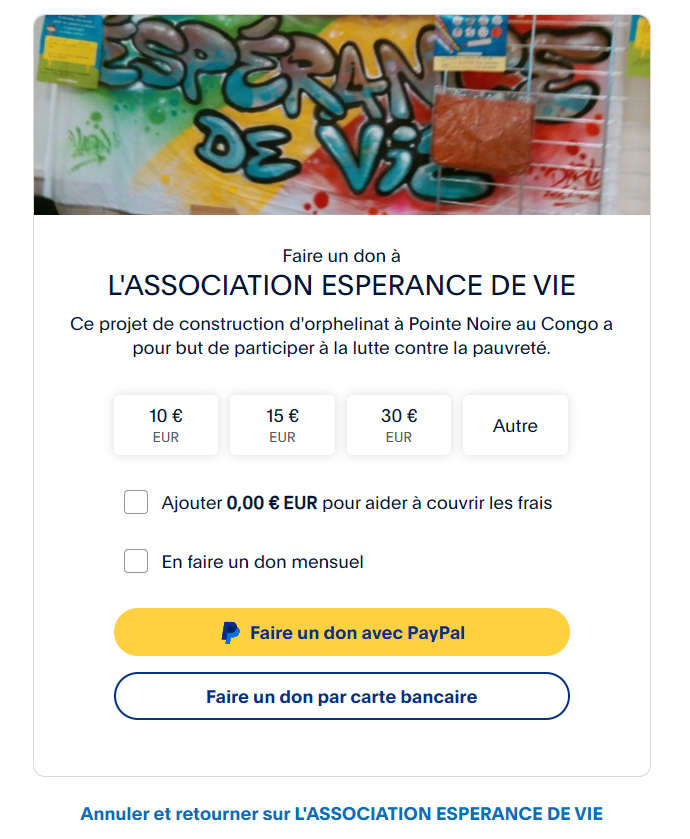 ESPÉRANCE
DE VIE
Faire un don à
L'ASSOCIATION ESPERANCE DE VIE
Ce projet de construction d'orphelinat à Pointe Noire au Congo a
pour but de participer à la lutte contre la pauvreté.
10 €
EUR
15 €
EUR
30 €
EUR
Autre
Ajouter 0,00 € EUR pour aider à couvrir les frais
En faire un don mensuel
Faire un don avec PayPal
Faire un don par carte bancaire
Annuler et retourner sur L'ASSOCIATION ESPERANCE DE VIE